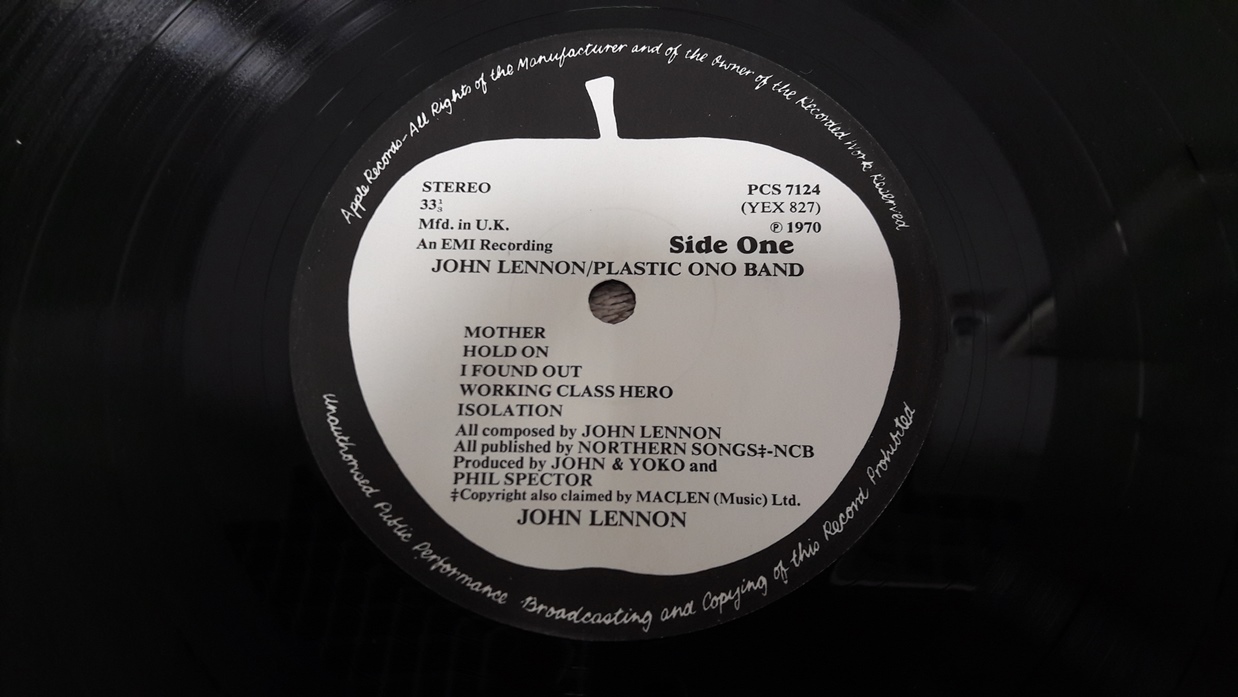 Apple Records-All Rights of the Manufacturer and of the Owner of the Recorded Work Reserved
STEREO
33⅓
Mfd. in U.K.
An EMI Recording
PCS 7124
(YEX 827)
℗ 1970
Side One
JOHN LENNON/PLASTIC ONO BAND
MOTHER
HOLD ON
I FOUND OUT
WORKING CLASS HERO
ISOLATION
All composed by JOHN LENNON
All published by NORTHERN SONGS‡-NCB
Produced by JOHN & YOKO and
PHIL SPECTOR
‡Copyright also claimed by MACLEN (Music) Ltd.
JOHN LENNON
Unauthorised Public Performance Broadcasting and Copying of this Record Prohibited